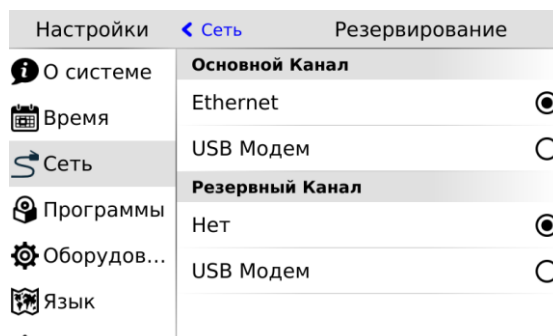 Настройки
Сеть
Резервирование
О системе
Время
Сеть
Программы
Оборудов...
Язык
Основной Канал
Ethernet
USB Модем
Резервный Канал
Нет
USB Модем